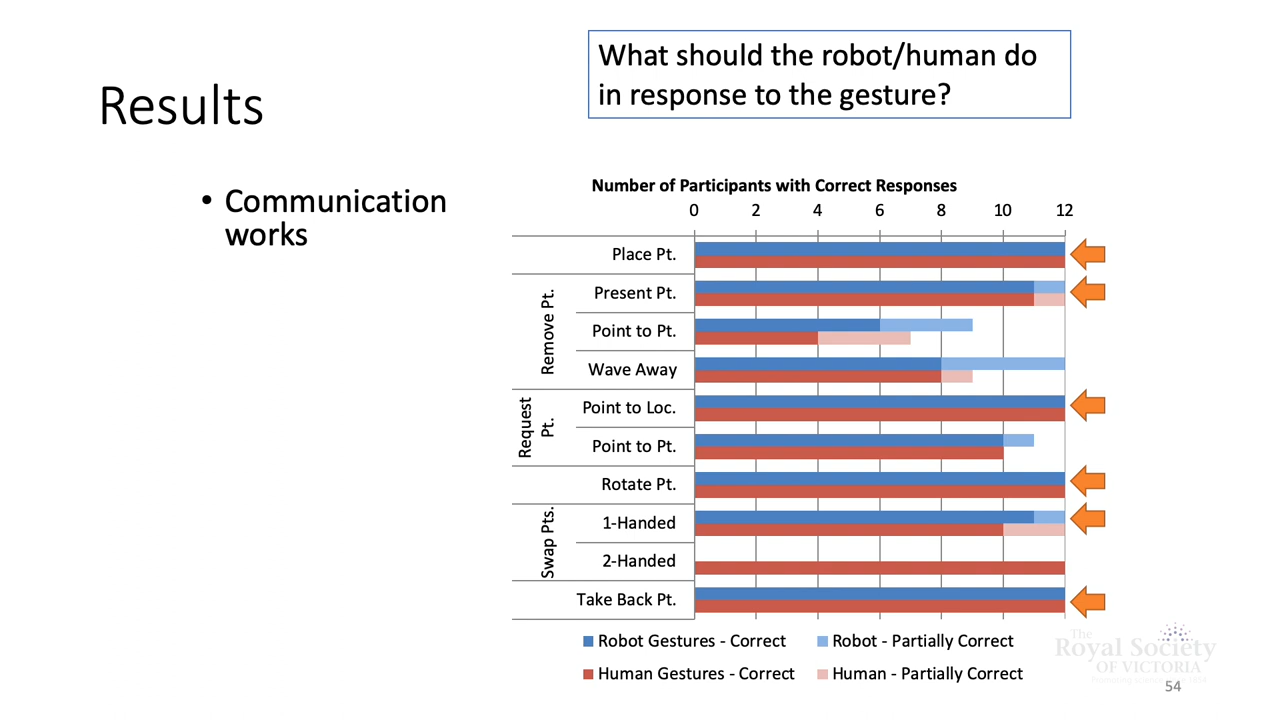 What should the robot/human do
in response to the gesture?
Results
• Communication
works
Number of Participants with Correct Responses
0 2 4 6 8 10 12
Place Pt.
Remove Pt.
Present Pt.
Point to Pt.
Wave Away
Request
Pt.
Point to Loc.
Point to Pt.
Rotate Pt.
Swap Pts.
1-Handed
2-Handed
Take Back Pt.
Robot Gestures - Correct
Robot - Partially Correct
Human Gestures - Correct
Human - Partially Correct
The
Royal Society
OF VICTORIA
54